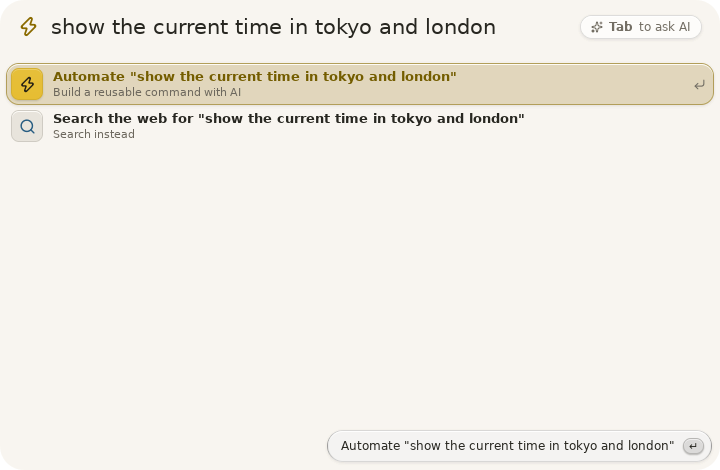 show the current time in tokyo and london
Tab to ask AI
Automate "show the current time in tokyo and london"
Build a reusable command with AI
Search the web for "show the current time in tokyo and london"
Search instead
Automate "show the current time in tokyo and london"